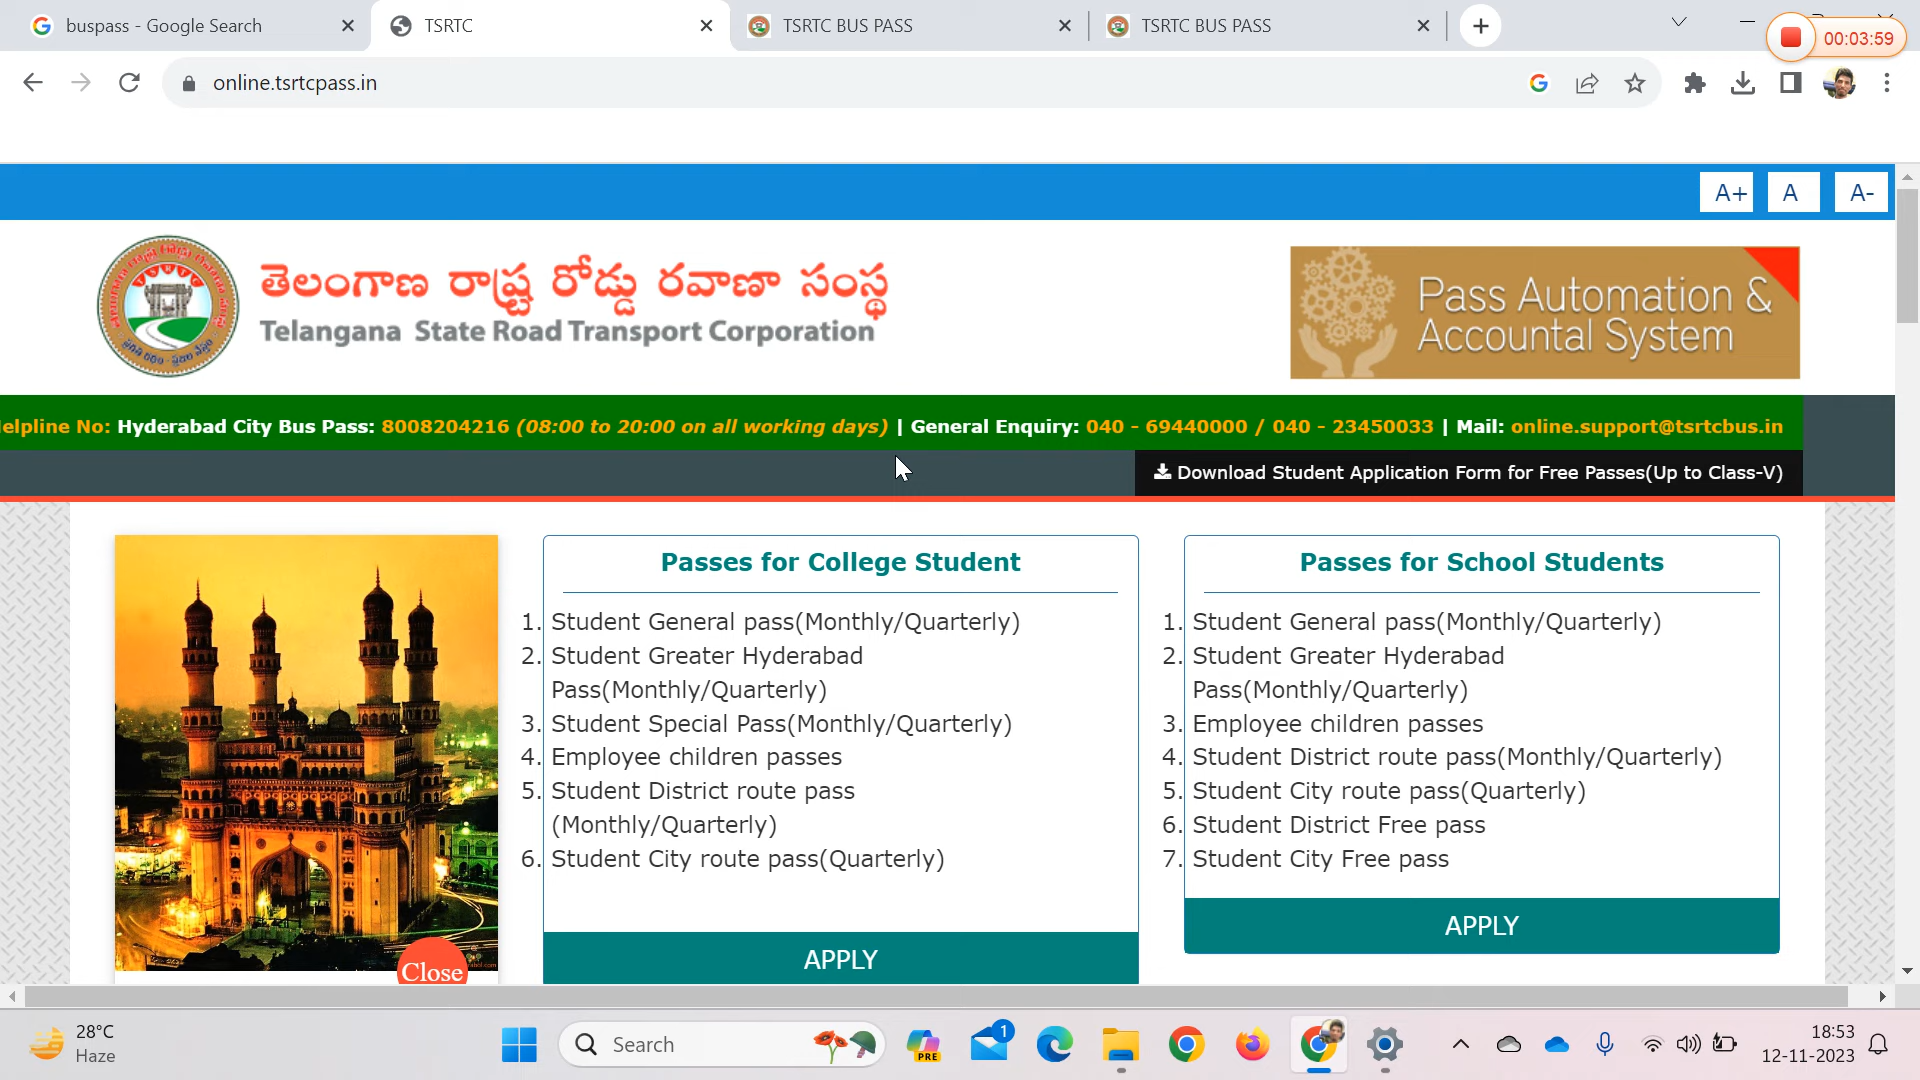 buspass - Google Search
TSRTC
TSRTC BUS PASS
TSRTC BUS PASS
00:03:59
online.tsrtcpass.in
A+ A A-
తెలంగాణ రాష్ట్ర రోడ్డు రవాణా సంస్థ
Telangana State Road Transport Corporation
Pass Automation &
Accountal System
elpline No: Hyderabad City Bus Pass: 8008204216 (08:00 to 20:00 on all working days) | General Enquiry: 040 - 69440000 / 040 - 23450033 | Mail: online.support@tsrtcbus.in
Download Student Application Form for Free Passes(Up to Class-V)
Close
Passes for College Student
1. Student General pass(Monthly/Quarterly)
2. Student Greater Hyderabad
Pass(Monthly/Quarterly)
3. Student Special Pass(Monthly/Quarterly)
4. Employee children passes
5. Student District route pass
(Monthly/Quarterly)
6. Student City route pass(Quarterly)
APPLY
Passes for School Students
1. Student General pass(Monthly/Quarterly)
2. Student Greater Hyderabad
Pass(Monthly/Quarterly)
3. Employee children passes
4. Student District route pass(Monthly/Quarterly)
5. Student City route pass(Quarterly)
6. Student District Free pass
7. Student City Free pass
APPLY
28°C
Haze
Search
PRE
1
18:53
12-11-2023